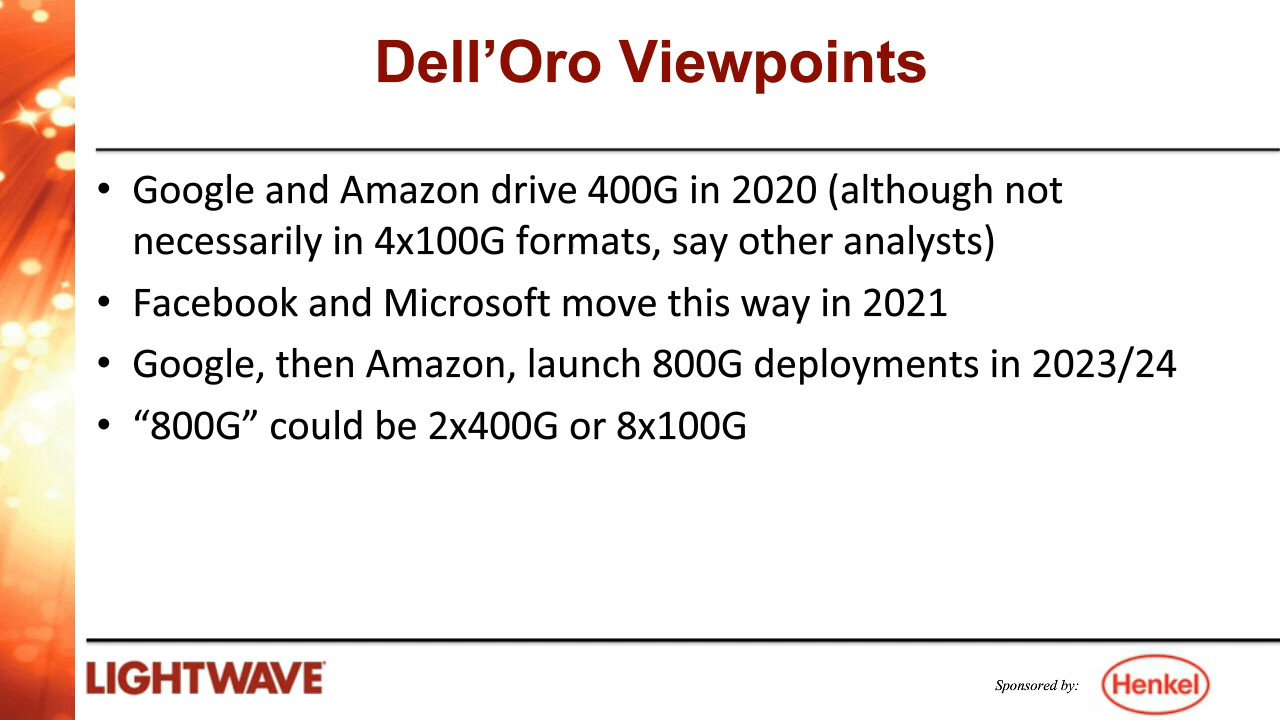 Dell’Oro Viewpoints
• Google and Amazon drive 400G in 2020 (although not
necessarily in 4x100G formats, say other analysts)
• Facebook and Microsoft move this way in 2021
• Google, then Amazon, launch 800G deployments in 2023/24
• “800G” could be 2x400G or 8x100G
LIGHTWAVE
Sponsored by:
Henkel